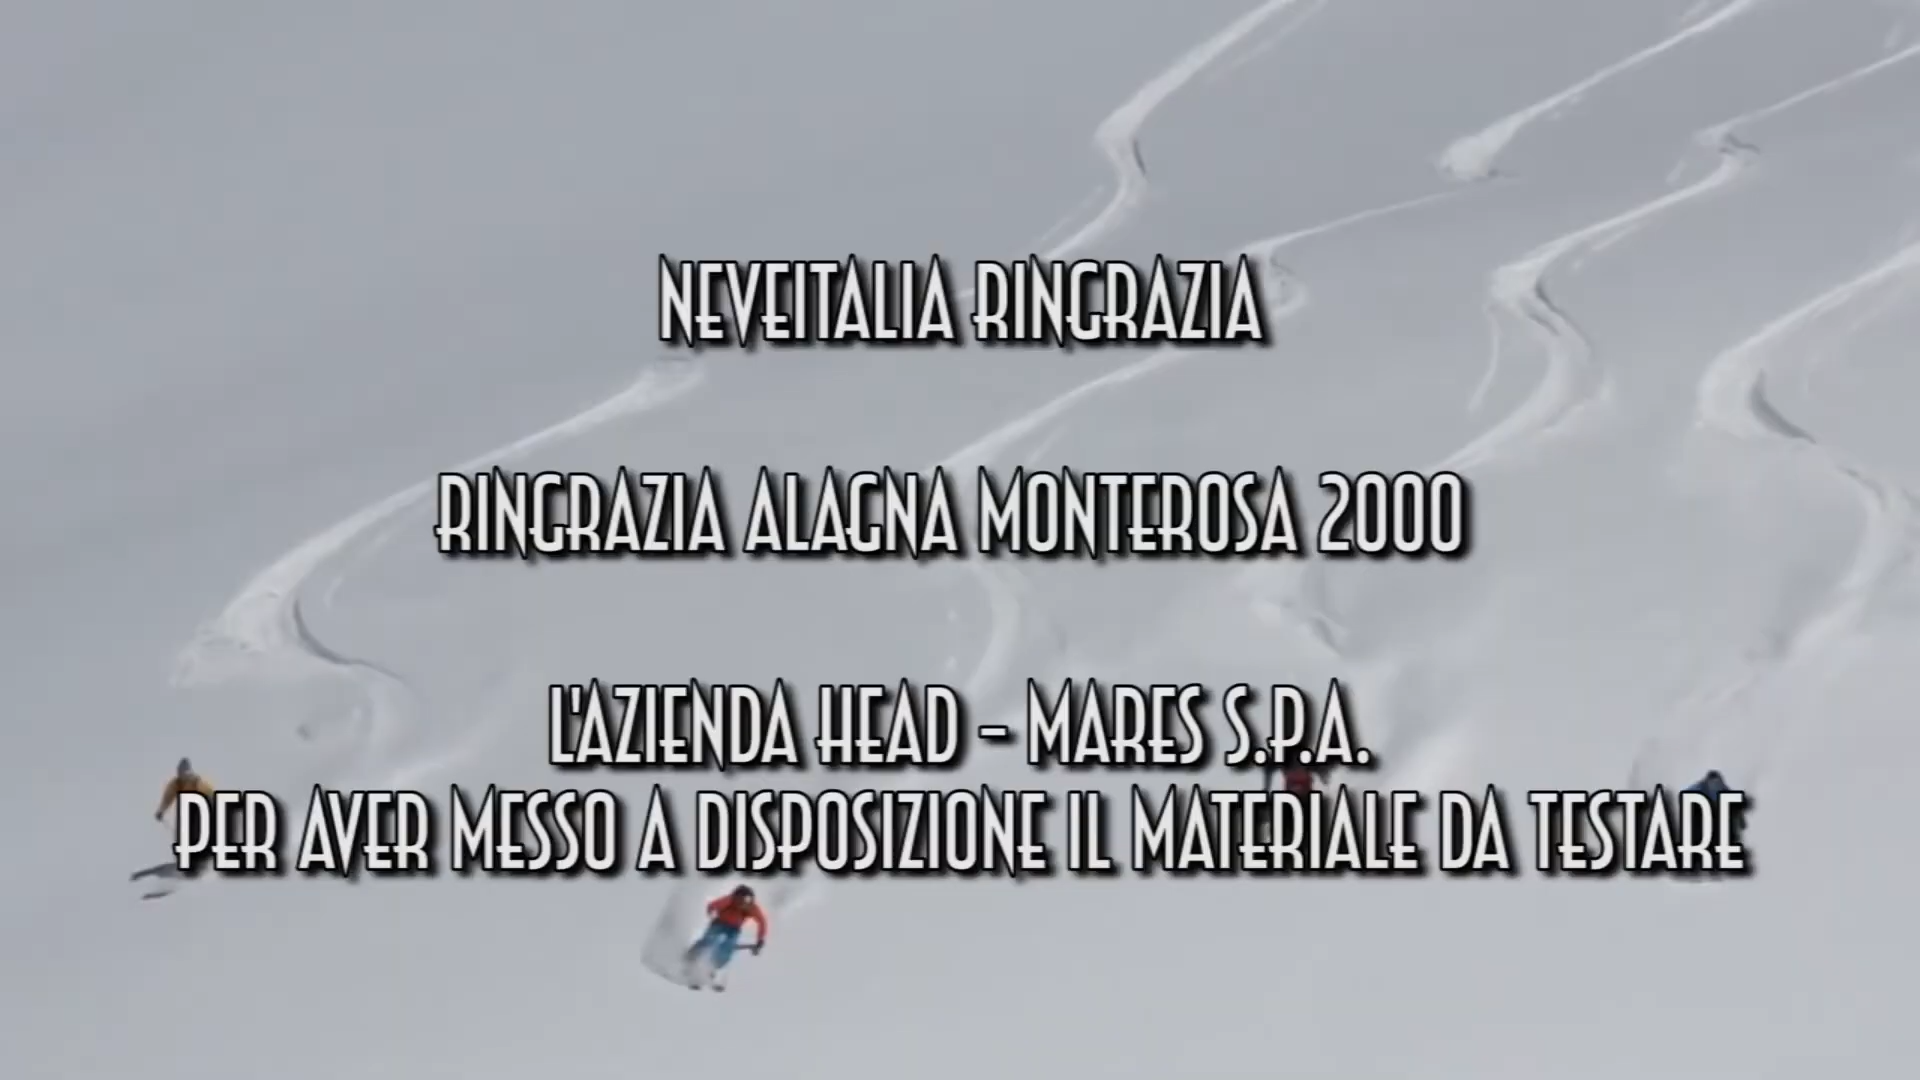 NEVEITALIA RINGRAZIA
RINGRAZIA ALAGNA MONTEROSA 2000
L'AZIENDA HEAD - MARES S.P.A.
PER AVER MESSO A DISPOSIZIONE IL MATERIALE DA TESTARE